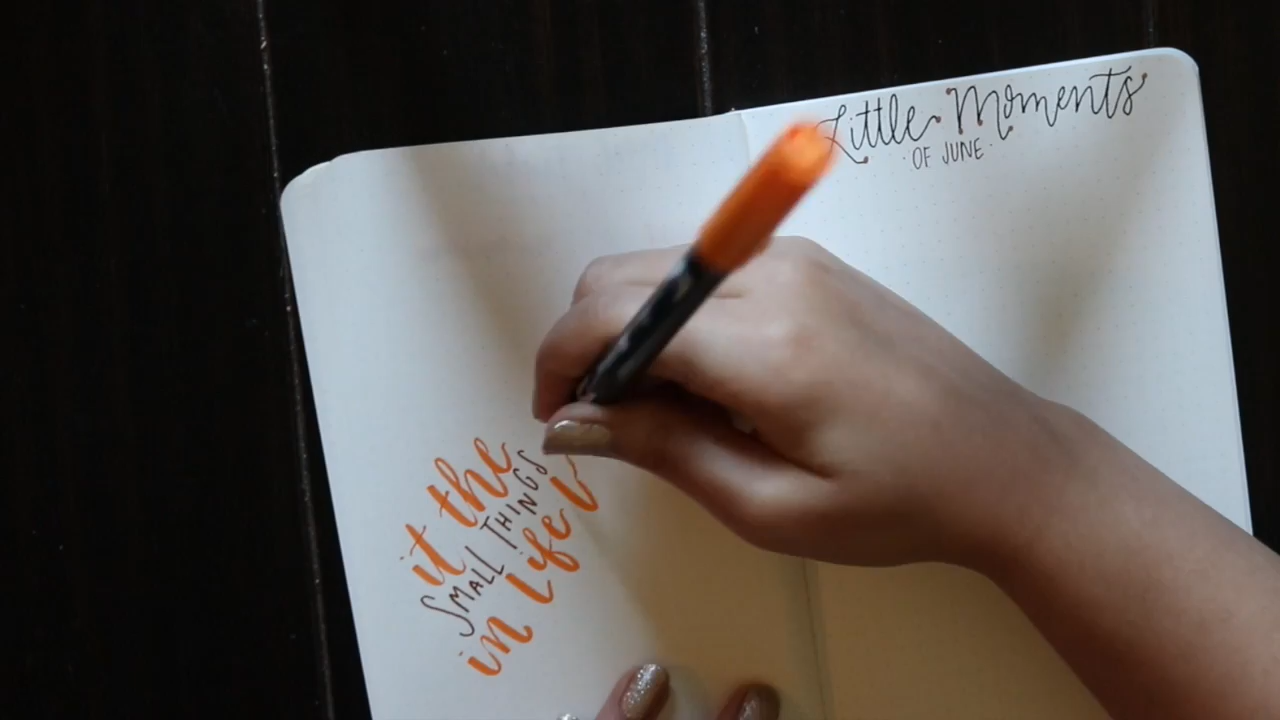 it the
SMALL THINGS
in life
Little Moments
· OF JUNE ·